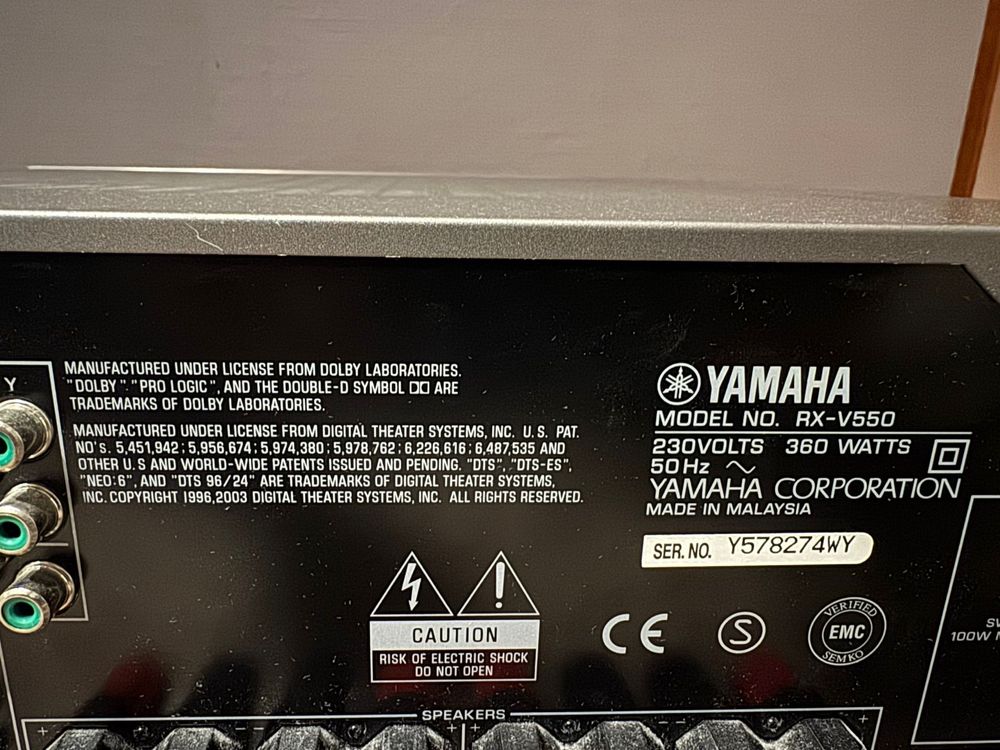 Y
MANUFACTURED UNDER LICENSE FROM DOLBY LABORATORIES.
"DOLBY". "PRO LOGIC", AND THE DOUBLE-D SYMBOL ARE
TRADEMARKS OF DOLBY LABORATORIES.
MANUFACTURED UNDER LICENSE FROM DIGITAL THEATER SYSTEMS, INC. U.S. PAT.
NO's. 5,451,942 ; 5,956,674 ; 5,974,380 ; 5,978,762 ; 6,226,616 ; 6,487,535 AND
OTHER U.S AND WORLD-WIDE PATENTS ISSUED AND PENDING. "DTS", "DTS-ES",
"NEO:6", AND "DTS 96/24" ARE TRADEMARKS OF DIGITAL THEATER SYSTEMS,
INC. COPYRIGHT 1996,2003 DIGITAL THEATER SYSTEMS, INC. ALL RIGHTS RESERVED.
YAMAHA
MODEL NO. RX-V550
230VOLTS 360 WATTS
50Hz ∼
YAMAHA CORPORATION
MADE IN MALAYSIA
SER. NO. Y578274WY
CAUTION
RISK OF ELECTRIC SHOCK
DO NOT OPEN
CE
S
VERIFIED
EMC
SEMKO
100W
SPEAKERS
+ - - + + - - +